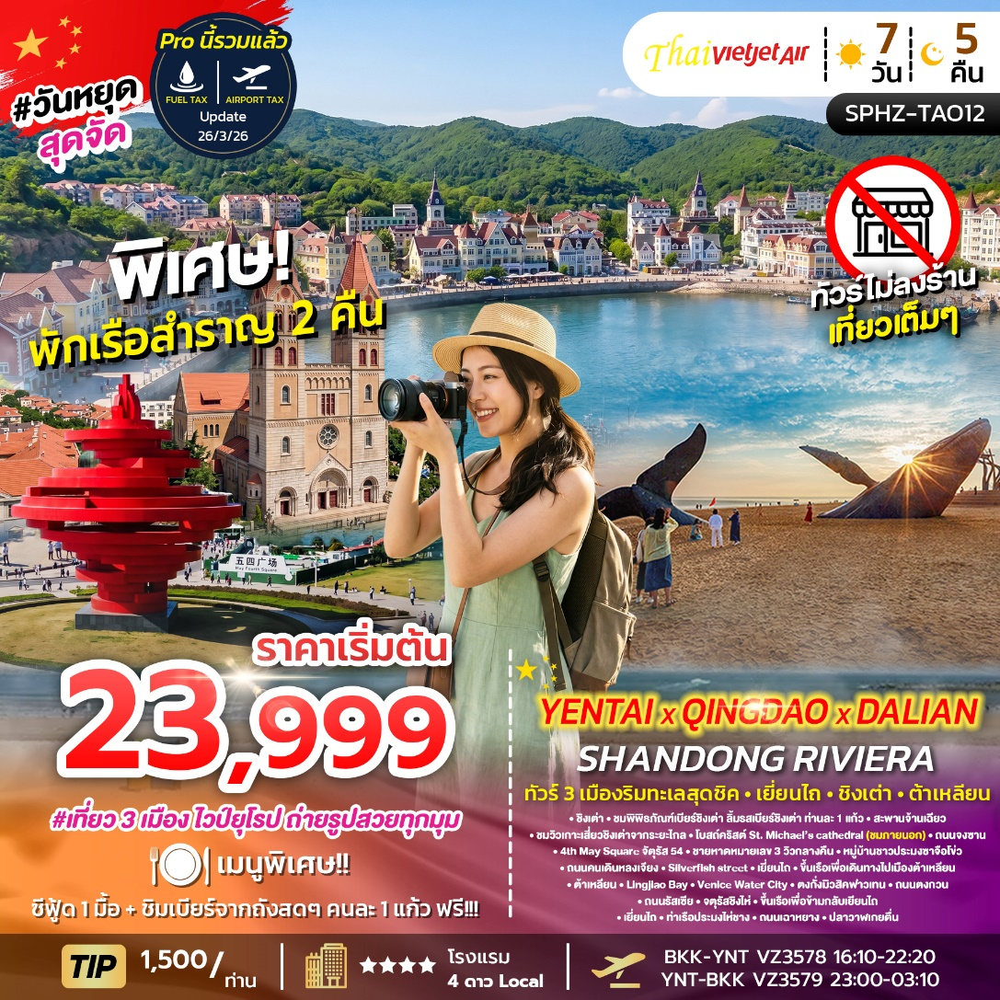 #วันหยุด
สุดจัด
Pro นี้รวมแล้ว
FUEL TAX
AIRPORT TAX
Update
26/3/26
Thai vietjet Air
7 วัน
5 คืน
SPHZ-TAO12
พิเศษ!
พักเรือสำราญ 2 คืน
ทัวร์ไม่ลงร้าน
เที่ยวเต็มๆ
五四广场
May Fourth Square
ราคาเริ่มต้น
23,999
#เที่ยว 3 เมือง ไวป์ยุโรป ถ่ายรูปสวยทุกมุม
เมนูพิเศษ!!
ซีฟู้ด 1 มื้อ + ชิมเบียร์จากถังสดๆ คนละ 1 แก้ว ฟรี!!!
YENTAI x QINGDAO x DALIAN
SHANDONG RIVIERA
ทัวร์ 3 เมืองริมทะเลสุดชิค • เยี่ยนไถ • ชิงเต่า • ต้าเหลียน
• ชิงเต่า • ชมพิพิธภัณฑ์เบียร์ชิงเต่า ลิ้มรสเบียร์ชิงเต่า ท่านละ 1 แก้ว • สะพานจ้านเฉียว
• ชมวิวเกาะเสี่ยวชิงเต่าจากระยะไกล • โบสถ์คริสต์ St. Michael's cathedral (ชมภายนอก) • ถนนจงซาน
• 4th May Square จัตุรัส 54 • ชายหาดหมายเลข 3 วิวกลางคืน • หมู่บ้านชาวประมงซาจือโข่ว
• ถนนคนเดินหลงเจียง • Silverfish street • เยี่ยนไถ • ขึ้นเรือเพื่อเดินทางไปเมืองต้าเหลียน
• ต้าเหลียน • Lingjiao Bay • Venice Water City • ตงกั่งมิวสิคฟาวเทน • ถนนตงกวน
• ถนนรัสเซีย • จตุรัสชิงไห่ • ขึ้นเรือเพื่อข้ามกลับเยียนไถ
• เยี่ยนไถ • ท่าเรือประมงไห่ชาง • ถนนเฉาหยาง • ปลาวาฬเกยตื้น
TIP 1,500/ท่าน
โรงแรม
4 ดาว Local
BKK-YNT VZ3578 16:10-22:20
YNT-BKK VZ3579 23:00-03:10